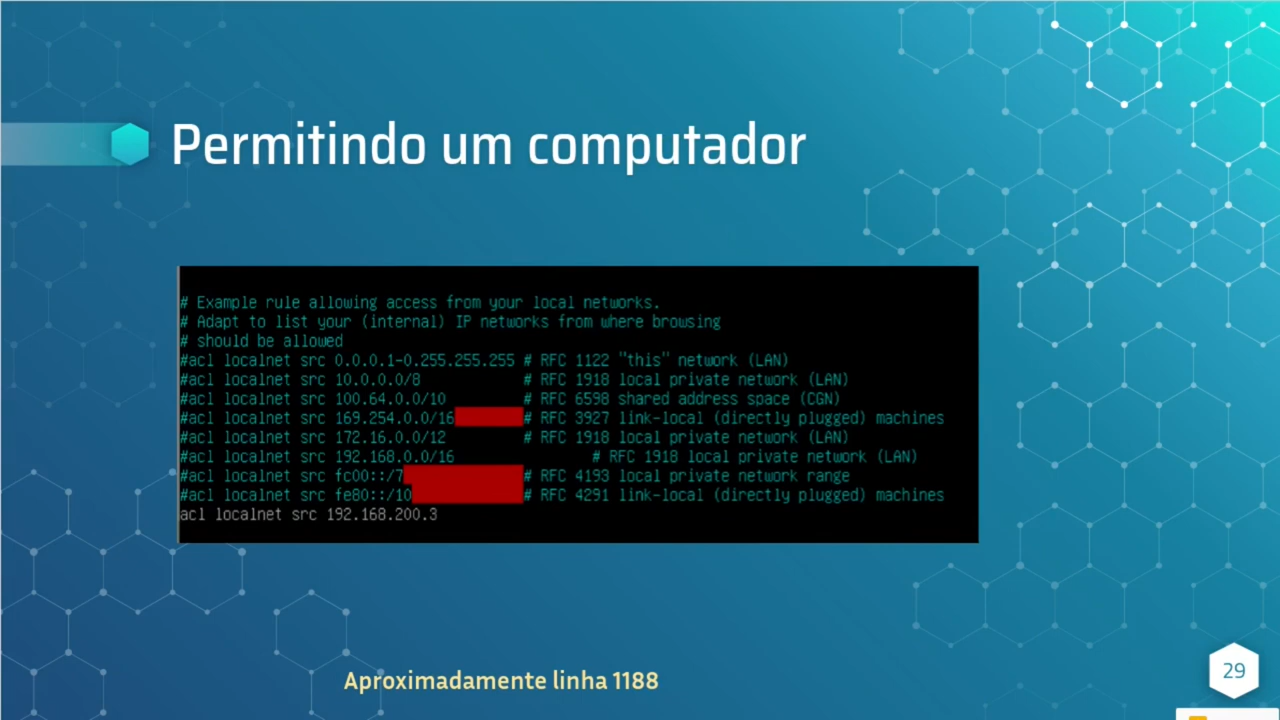 Permitindo um computador
# Example rule allowing access from your local networks.
# Adapt to list your (internal) IP networks from where browsing
# should be allowed
#acl localnet src 0.0.0.1-0.255.255.255 # RFC 1122 "this" network (LAN)
#acl localnet src 10.0.0.0/8 # RFC 1918 local private network (LAN)
#acl localnet src 100.64.0.0/10 # RFC 6598 shared address space (CGN)
#acl localnet src 169.254.0.0/16 # RFC 3927 link-local (directly plugged) machines
#acl localnet src 172.16.0.0/12 # RFC 1918 local private network (LAN)
#acl localnet src 192.168.0.0/16 # RFC 1918 local private network (LAN)
#acl localnet src fc00::/7 # RFC 4193 local private network range
#acl localnet src fe80::/10 # RFC 4291 link-local (directly plugged) machines
acl localnet src 192.168.200.3
Aproximadamente linha 1188
29